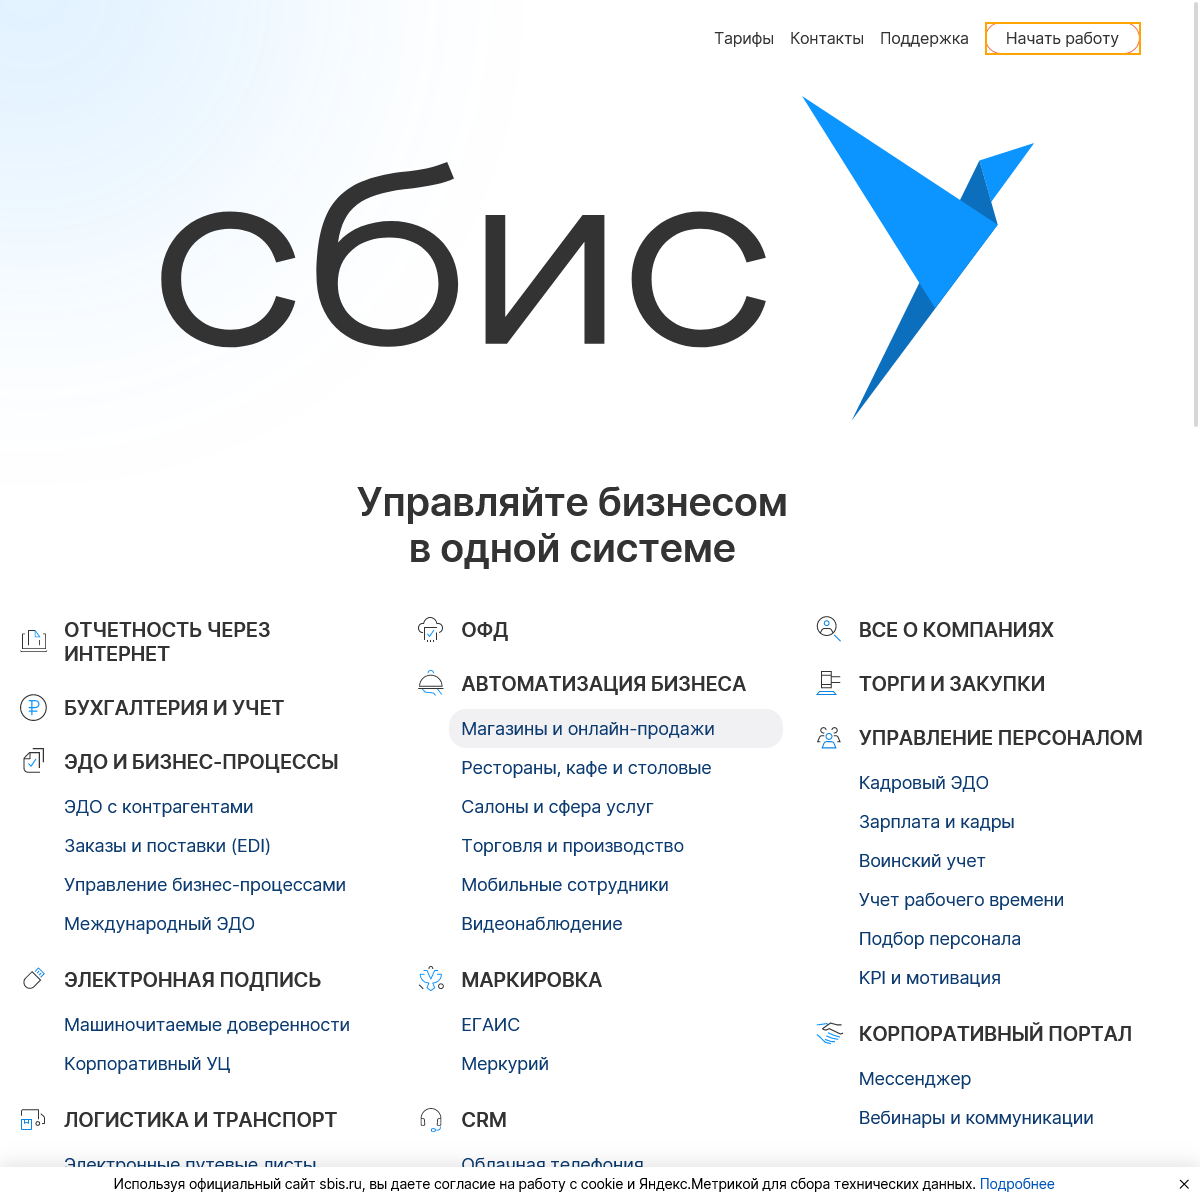 Тарифы Контакты Поддержка Начать работу
сбис
Управляйте бизнесом
в одной системе
ОТЧЕТНОСТЬ ЧЕРЕЗ
ИНТЕРНЕТ
БУХГАЛТЕРИЯ И УЧЕТ
ЭДО И БИЗНЕС-ПРОЦЕССЫ
ЭДО с контрагентами
Заказы и поставки (EDI)
Управление бизнес-процессами
Международный ЭДО
ЭЛЕКТРОННАЯ ПОДПИСЬ
Машиночитаемые доверенности
Корпоративный УЦ
ЛОГИСТИКА И ТРАНСПОРТ
Электронные путевые листы
ОФД
АВТОМАТИЗАЦИЯ БИЗНЕСА
Магазины и онлайн-продажи
Рестораны, кафе и столовые
Салоны и сфера услуг
Торговля и производство
Мобильные сотрудники
Видеонаблюдение
МАРКИРОВКА
ЕГАИС
Меркурий
CRM
Облачная телефония
ВСЕ О КОМПАНИЯХ
ТОРГИ И ЗАКУПКИ
УПРАВЛЕНИЕ ПЕРСОНАЛОМ
Кадровый ЭДО
Зарплата и кадры
Воинский учет
Учет рабочего времени
Подбор персонала
KPI и мотивация
КОРПОРАТИВНЫЙ ПОРТАЛ
Мессенджер
Вебинары и коммуникации
Используя официальный сайт sbis.ru, вы даете согласие на работу с cookie и Яндекс.Метрикой для сбора технических данных. Подробнее